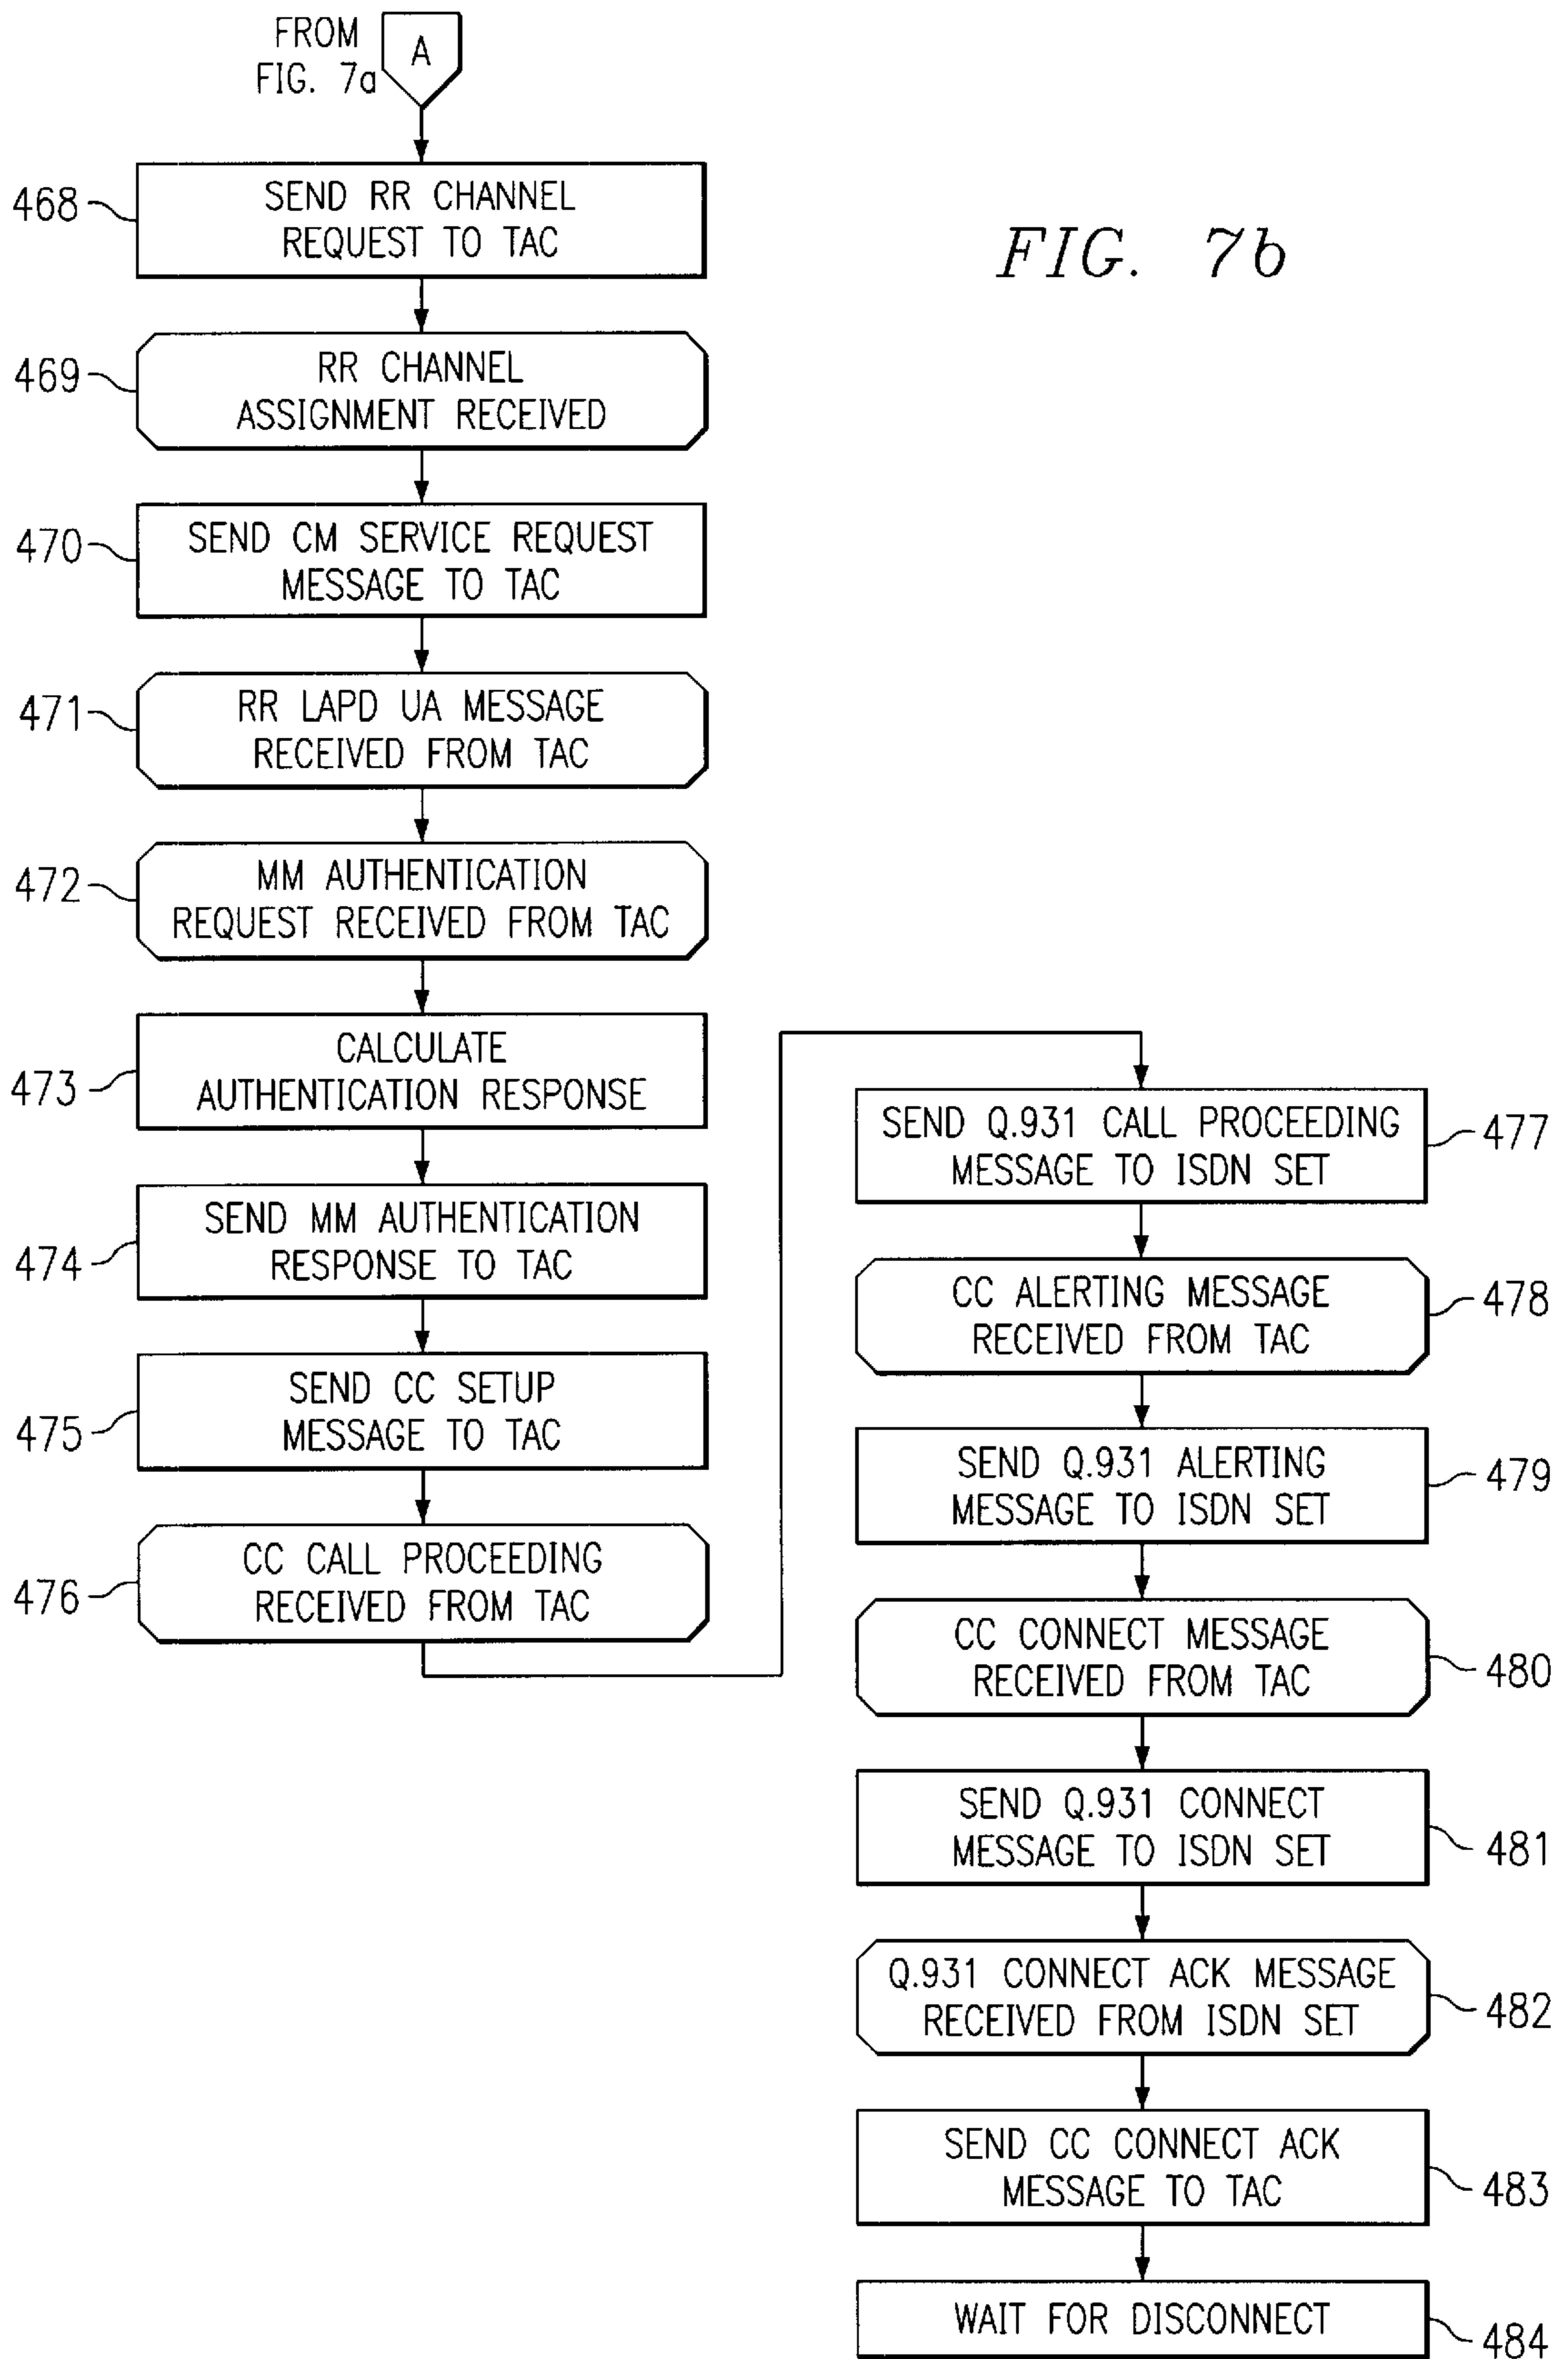 FROM
FIG. 7a
A
FIG. 7b
468
SEND RR CHANNEL
REQUEST TO TAC
469
RR CHANNEL
ASSIGNMENT RECEIVED
470
SEND CM SERVICE REQUEST
MESSAGE TO TAC
471
RR LAPD UA MESSAGE
RECEIVED FROM TAC
472
MM AUTHENTICATION
REQUEST RECEIVED FROM TAC
473
CALCULATE
AUTHENTICATION RESPONSE
474
SEND MM AUTHENTICATION
RESPONSE TO TAC
475
SEND CC SETUP
MESSAGE TO TAC
476
CC CALL PROCEEDING
RECEIVED FROM TAC
SEND Q.931 CALL PROCEEDING
MESSAGE TO ISDN SET
477
CC ALERTING MESSAGE
RECEIVED FROM TAC
478
SEND Q.931 ALERTING
MESSAGE TO ISDN SET
479
CC CONNECT MESSAGE
RECEIVED FROM TAC
480
SEND Q.931 CONNECT
MESSAGE TO ISDN SET
481
Q.931 CONNECT ACK MESSAGE
RECEIVED FROM ISDN SET
482
SEND CC CONNECT ACK
MESSAGE TO TAC
483
WAIT FOR DISCONNECT
484